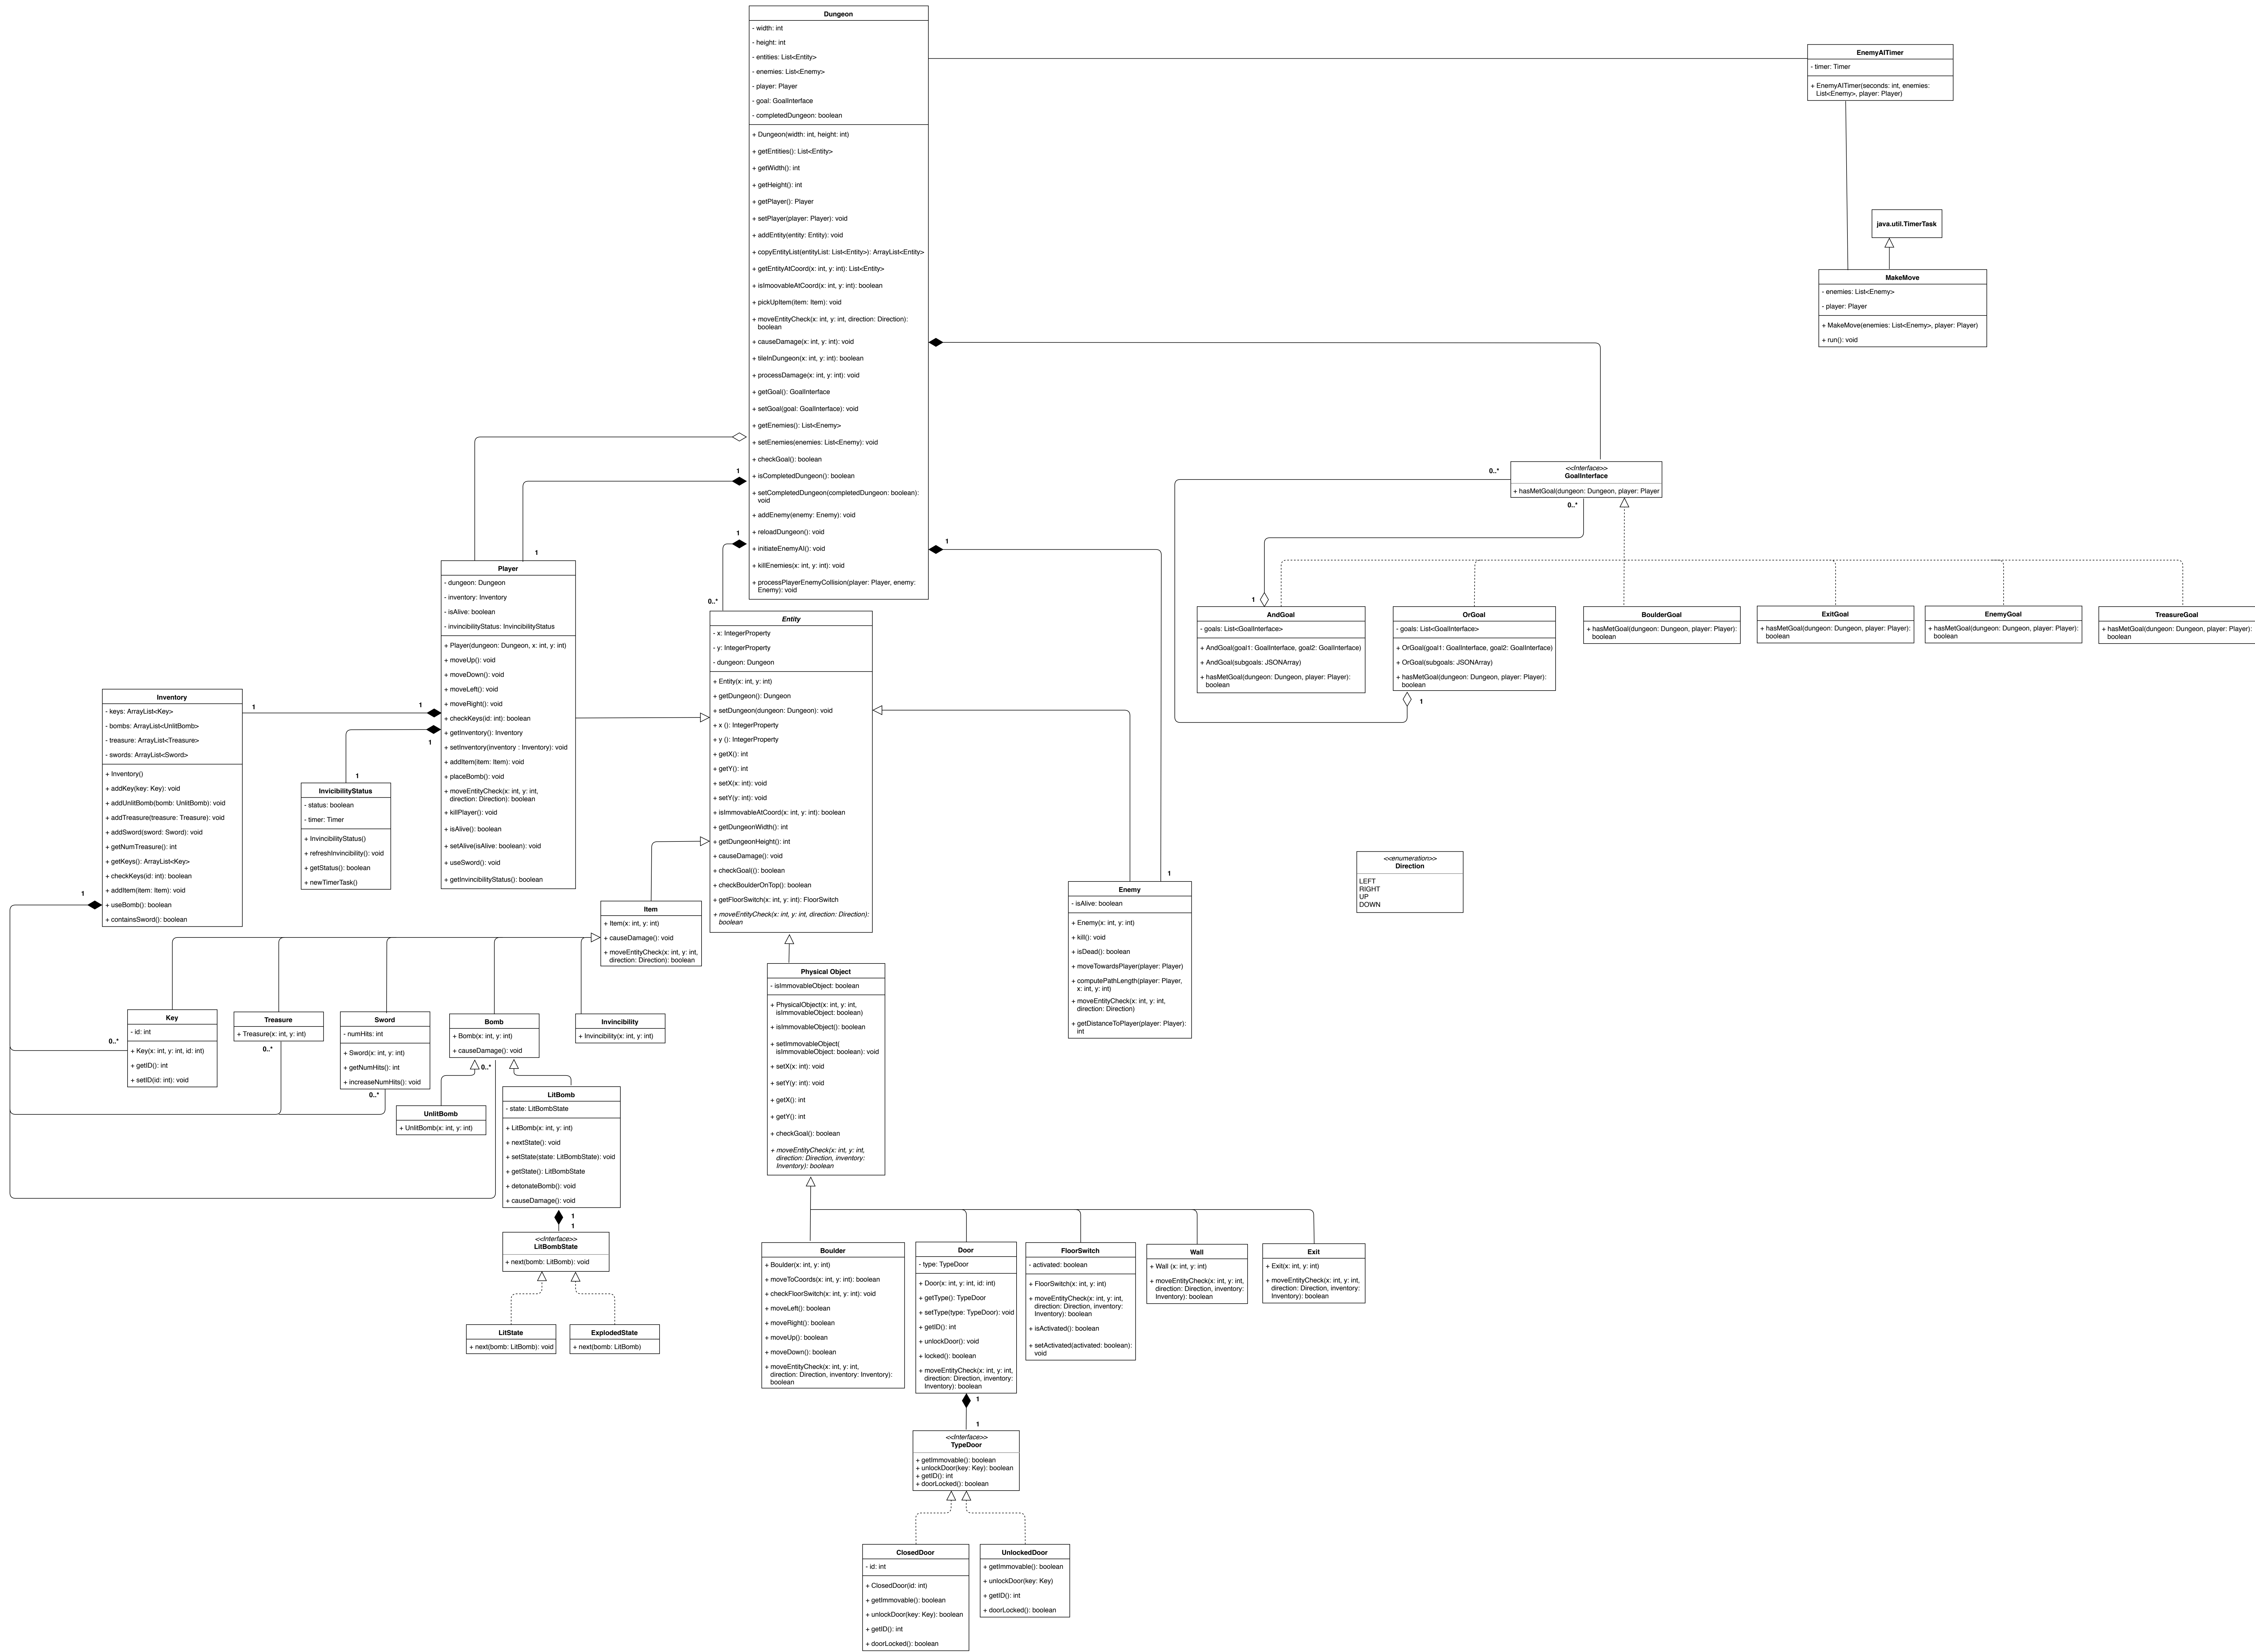 Dungeon
- width: int
- height: int
- entities: List<Entity>
- enemies: List<Enemy>
- player: Player
- goal: GoalInterface
- completedDungeon: boolean
+ Dungeon(width: int, height: int)
+ getEntities(): List<Entity>
+ getWidth(): int
+ getHeight(): int
+ getPlayer(): Player
+ setPlayer(player: Player): void
+ addEntity(entity: Entity): void
+ copyEntityList(entityList: List<Entity>): ArrayList<Entity>
+ getEntityAtCoord(x: int, y: int): List<Entity>
+ isImoovableAtCoord(x: int, y: int): boolean
+ pickUpItem(item: Item): void
+ moveEntityCheck(x: int, y: int, direction: Direction):
boolean
+ causeDamage(x: int, y: int): void
+ tileInDungeon(x: int, y: int): boolean
+ processDamage(x: int, y: int): void
+ getGoal(): GoalInterface
+ setGoal(goal: GoalInterface): void
+ getEnemies(): List<Enemy>
+ setEnemies(enemies: List<Enemy): void
+ checkGoal(): boolean
+ isCompletedDungeon(): boolean
+ setCompletedDungeon(completedDungeon: boolean):
void
+ addEnemy(enemy: Enemy): void
+ reloadDungeon(): void
+ initiateEnemyAI(): void
+ killEnemies(x: int, y: int): void
+ processPlayerEnemyCollision(player: Player, enemy:
Enemy): void
1
1
1
1
0..*
EnemyAITimer
- timer: Timer
+ EnemyAITimer(seconds: int, enemies:
List<Enemy>, player: Player)
java.util.TimerTask
MakeMove
- enemies: List<Enemy>
- player: Player
+ MakeMove(enemies: List<Enemy>, player: Player)
+ run(): void
0..*
<<Interface>>
GoalInterface
+ hasMetGoal(dungeon: Dungeon, player: Player
0..*
1
AndGoal
- goals: List<GoalInterface>
+ AndGoal(goal1: GoalInterface, goal2: GoalInterface)
+ AndGoal(subgoals: JSONArray)
+ hasMetGoal(dungeon: Dungeon, player: Player):
boolean
OrGoal
- goals: List<GoalInterface>
+ OrGoal(goal1: GoalInterface, goal2: GoalInterface)
+ OrGoal(subgoals: JSONArray)
+ hasMetGoal(dungeon: Dungeon, player: Player):
boolean
1
BoulderGoal
+ hasMetGoal(dungeon: Dungeon, player: Player):
boolean
ExitGoal
+ hasMetGoal(dungeon: Dungeon, player: Player):
boolean
EnemyGoal
+ hasMetGoal(dungeon: Dungeon, player: Player):
boolean
TreasureGoal
+ hasMetGoal(dungeon: Dungeon, player: Player):
boolean
Player
- dungeon: Dungeon
- inventory: Inventory
- isAlive: boolean
- invincibilityStatus: InvincibilityStatus
+ Player(dungeon: Dungeon, x: int, y: int)
+ moveUp(): void
+ moveDown(): void
+ moveLeft(): void
+ moveRight(): void
+ checkKeys(id: int): boolean
+ getInventory(): Inventory
+ setInventory(inventory : Inventory): void
+ addItem(item: Item): void
+ placeBomb(): void
+ moveEntityCheck(x: int, y: int,
direction: Direction): boolean
+ killPlayer(): void
+ isAlive(): boolean
+ setAlive(isAlive: boolean): void
+ useSword(): void
+ getInvincibilityStatus(): boolean
1
1
1
1
Inventory
- keys: ArrayList<Key>
- bombs: ArrayList<UnlitBomb>
- treasure: ArrayList<Treasure>
- swords: ArrayList<Sword>
+ Inventory()
+ addKey(key: Key): void
+ addUnlitBomb(bomb: UnlitBomb): void
+ addTreasure(treasure: Treasure): void
+ addSword(sword: Sword): void
+ getNumTreasure(): int
+ getKeys(): ArrayList<Key>
+ checkKeys(id: int): boolean
+ addItem(item: Item): void
+ useBomb(): boolean
+ containsSword(): boolean
1
InvicibilityStatus
- status: boolean
- timer: Timer
+ InvincibilityStatus()
+ refreshInvincibility(): void
+ getStatus(): boolean
+ newTimerTask()
Entity
- x: IntegerProperty
- y: IntegerProperty
- dungeon: Dungeon
+ Entity(x: int, y: int)
+ getDungeon(): Dungeon
+ setDungeon(dungeon: Dungeon): void
+ x (): IntegerProperty
+ y (): IntegerProperty
+ getX(): int
+ getY(): int
+ setX(x: int): void
+ setY(y: int): void
+ isImmovableAtCoord(x: int, y: int): boolean
+ getDungeonWidth(): int
+ getDungeonHeight(): int
+ causeDamage(): void
+ checkGoal((): boolean
+ checkBoulderOnTop(): boolean
+ getFloorSwitch(x: int, y: int): FloorSwitch
+ moveEntityCheck(x: int, y: int, direction: Direction):
boolean
Item
+ Item(x: int, y: int)
+ causeDamage(): void
+ moveEntityCheck(x: int, y: int,
direction: Direction): boolean
1
Enemy
- isAlive: boolean
+ Enemy(x: int, y: int)
+ kill(): void
+ isDead(): boolean
+ moveTowardsPlayer(player: Player)
+ computePathLength(player: Player,
x: int, y: int)
+ moveEntityCheck(x: int, y: int,
direction: Direction)
+ getDistanceToPlayer(player: Player):
int
<<enumeration>>
Direction
LEFT
RIGHT
UP
DOWN
0..*
Key
- id: int
+ Key(x: int, y: int, id: int)
+ getID(): int
+ setID(id: int): void
Treasure
+ Treasure(x: int, y: int)
0..*
Sword
- numHits: int
+ Sword(x: int, y: int)
+ getNumHits(): int
+ increaseNumHits(): void
0..*
Bomb
+ Bomb(x: int, y: int)
+ causeDamage(): void
0..*
Invincibility
+ Invincibility(x: int, y: int)
UnlitBomb
+ UnlitBomb(x: int, y: int)
LitBomb
- state: LitBombState
+ LitBomb(x: int, y: int)
+ nextState(): void
+ setState(state: LitBombState): void
+ getState(): LitBombState
+ detonateBomb(): void
+ causeDamage(): void
1
1
<<Interface>>
LitBombState
+ next(bomb: LitBomb): void
LitState
+ next(bomb: LitBomb): void
ExplodedState
+ next(bomb: LitBomb)
Physical Object
- isImmovableObject: boolean
+ PhysicalObject(x: int, y: int,
isImmovableObject: boolean)
+ isImmovableObject(): boolean
+ setImmovableObject(
isImmovableObject: boolean): void
+ setX(x: int): void
+ setY(y: int): void
+ getX(): int
+ getY(): int
+ checkGoal(): boolean
+ moveEntityCheck(x: int, y: int,
direction: Direction, inventory:
Inventory): boolean
Boulder
+ Boulder(x: int, y: int)
+ moveToCoords(x: int, y: int): boolean
+ checkFloorSwitch(x: int, y: int): void
+ moveLeft(): boolean
+ moveRight(): boolean
+ moveUp(): boolean
+ moveDown(): boolean
+ moveEntityCheck(x: int, y: int,
direction: Direction, inventory: Inventory):
boolean
Door
- type: TypeDoor
+ Door(x: int, y: int, id: int)
+ getType(): TypeDoor
+ setType(type: TypeDoor): void
+ getID(): int
+ unlockDoor(): void
+ locked(): boolean
+ moveEntityCheck(x: int, y: int,
direction: Direction, inventory:
Inventory): boolean
FloorSwitch
- activated: boolean
+ FloorSwitch(x: int, y: int)
+ moveEntityCheck(x: int, y: int,
direction: Direction, inventory:
Inventory): boolean
+ isActivated(): boolean
+ setActivated(activated: boolean):
void
Wall
+ Wall (x: int, y: int)
+ moveEntityCheck(x: int, y: int,
direction: Direction, inventory:
Inventory): boolean
Exit
+ Exit(x: int, y: int)
+ moveEntityCheck(x: int, y: int,
direction: Direction, inventory:
Inventory): boolean
1
1
<<Interface>>
TypeDoor
+ getImmovable(): boolean
+ unlockDoor(key: Key): boolean
+ getID(): int
+ doorLocked(): boolean
ClosedDoor
- id: int
+ ClosedDoor(id: int)
+ getImmovable(): boolean
+ unlockDoor(key: Key): boolean
+ getID(): int
+ doorLocked(): boolean
UnlockedDoor
+ getImmovable(): boolean
+ unlockDoor(key: Key)
+ getID(): int
+ doorLocked(): boolean